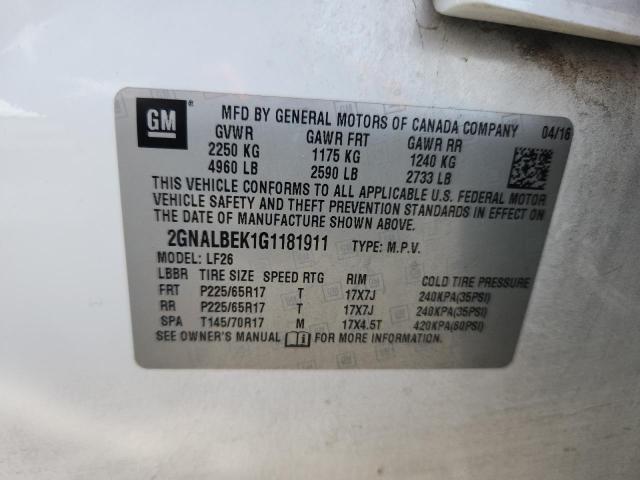 GM
MFD BY GENERAL MOTORS OF CANADA COMPANY 04/16
GVWR GAWR FRT GAWR RR
2250 KG 1175 KG 1240 KG
4960 LB 2590 LB 2733 LB
THIS VEHICLE CONFORMS TO ALL APPLICABLE U.S. FEDERAL MOTOR
VEHICLE SAFETY AND THEFT PREVENTION STANDARDS IN EFFECT ON
THE DATE OF MANUFACTURE SHOWN ABOVE.
2GNALBEK1G1181911 TYPE: M.P.V.
MODEL: LF26
LBBR TIRE SIZE SPEED RTG RIM COLD TIRE PRESSURE
FRT P225/65R17 T 17X7J 240KPA(35PSI)
RR P225/65R17 T 17X7J 240KPA(35PSI)
SPA T145/70R17 M 17X4.5T 420KPA(60PSI)
SEE OWNER'S MANUAL FOR MORE INFORMATION.